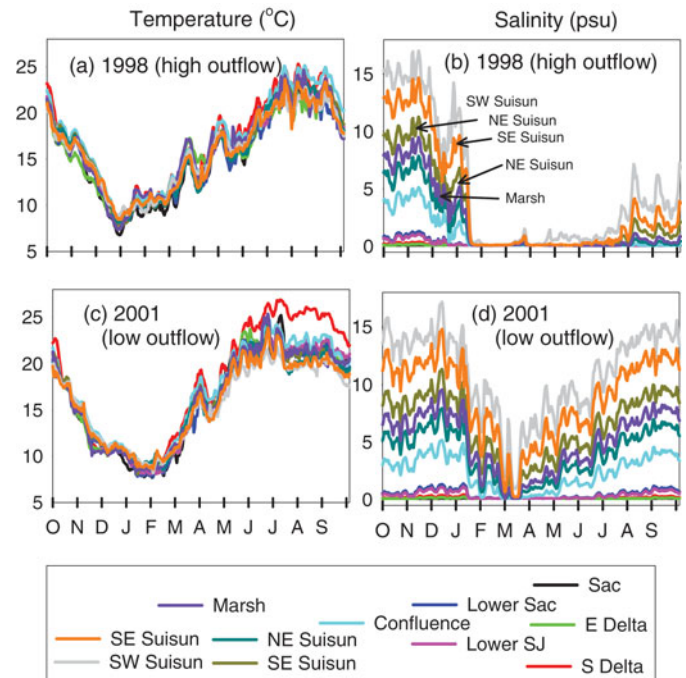 Temperature (°C)
Salinity (psu)
(a) 1998 (high outflow)
25
20
15
10
5
(b) 1998 (high outflow)
15
10
5
0
SW Suisun
NE Suisun
SE Suisun
NE Suisun
Marsh
(c) 2001
(low outflow)
25
20
15
10
5
O N D J F M A M J J A S
(d) 2001
(low outflow)
15
10
5
0
O N D J F M A M J J A S
Sac
Marsh
Lower Sac
Confluence
E Delta
SE Suisun
NE Suisun
Lower SJ
SW Suisun
SE Suisun
S Delta